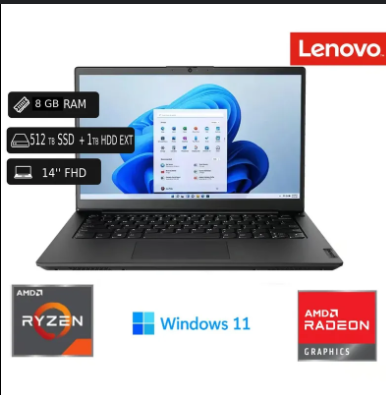 Lenovo
8 GB RAM
512 TB SSD + 1TB HDD EXT
14'' FHD
AMD
RYZEN
Windows 11
AMD
RADEON
GRAPHICS